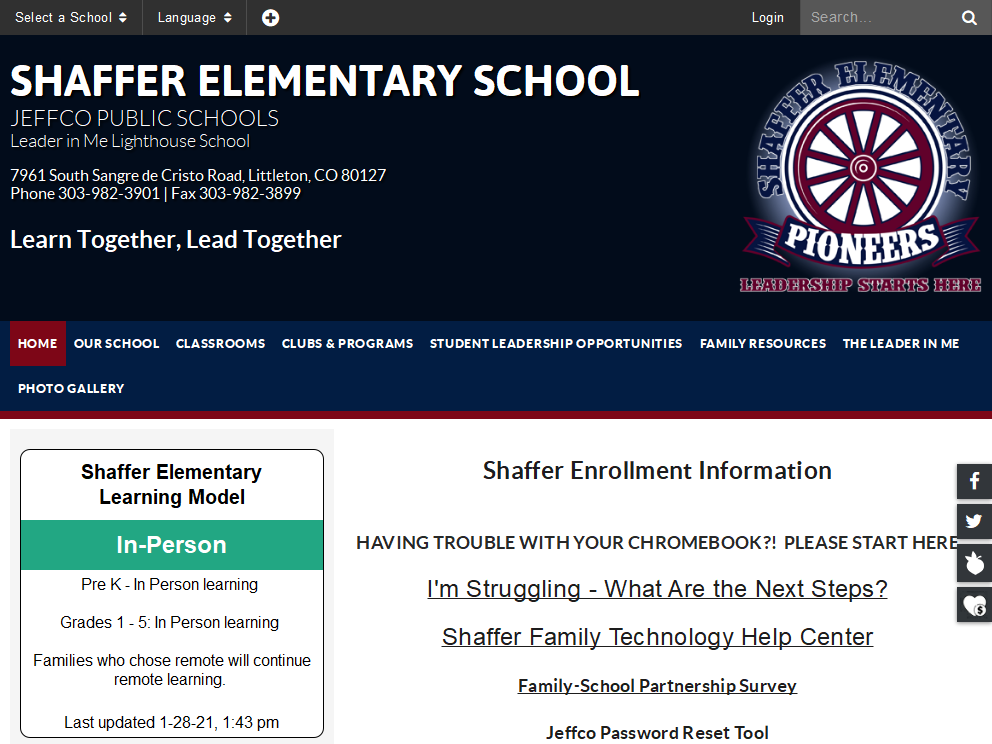 Select a School
Language
Login
Search...
SHAFFER ELEMENTARY SCHOOL
JEFFCO PUBLIC SCHOOLS
Leader in Me Lighthouse School
7961 South Sangre de Cristo Road, Littleton, CO 80127
Phone 303-982-3901 | Fax 303-982-3899
Learn Together, Lead Together
SHAFFER ELEMENTARY
PIONEERS
LEADERSHIP STARTS HERE
HOME OUR SCHOOL CLASSROOMS CLUBS & PROGRAMS STUDENT LEADERSHIP OPPORTUNITIES FAMILY RESOURCES THE LEADER IN ME
PHOTO GALLERY
Shaffer Elementary
Learning Model
In-Person
Pre K - In Person learning
Grades 1 - 5: In Person learning
Families who chose remote will continue
remote learning.
Last updated 1-28-21, 1:43 pm
Shaffer Enrollment Information
HAVING TROUBLE WITH YOUR CHROMEBOOK?! PLEASE START HERE
I'm Struggling - What Are the Next Steps?
Shaffer Family Technology Help Center
Family-School Partnership Survey
Jeffco Password Reset Tool